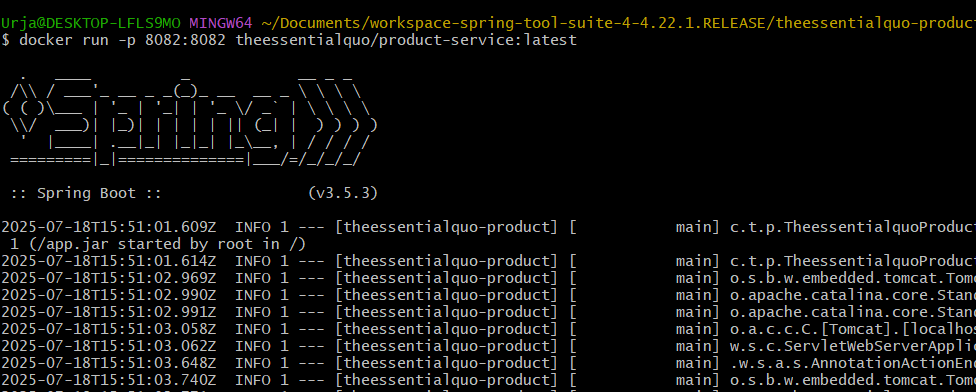 Urja@DESKTOP-LFLS9MO MINGW64 ~/Documents/workspace-spring-tool-suite-4-4.22.1.RELEASE/theessentialquo-produc
$ docker run -p 8082:8082 theessentialquo/product-service:latest
  .   ____          _            __ _ _
 /\\ / ___'_ __ _ _(_)_ __  __ _ \ \ \ \
( ( )\___ | '_ | '_| | '_ \/ _` | \ \ \ \
 \\/  ___)| |_)| | | | | || (_| |  ) ) ) )
  '  |____| .__|_| |_|_| |_\__, | / / / /
 =========|_|==============|___/=/_/_/_/
 :: Spring Boot ::                (v3.5.3)
2025-07-18T15:51:01.609Z  INFO 1 --- [theessentialquo-product] [           main] c.t.p.TheessentialquoProduc
 1 (/app.jar started by root in /)
2025-07-18T15:51:01.614Z  INFO 1 --- [theessentialquo-product] [           main] c.t.p.TheessentialquoProduc
2025-07-18T15:51:02.969Z  INFO 1 --- [theessentialquo-product] [           main] o.s.b.w.embedded.tomcat.Tom
2025-07-18T15:51:02.990Z  INFO 1 --- [theessentialquo-product] [           main] o.apache.catalina.core.Stan
2025-07-18T15:51:02.991Z  INFO 1 --- [theessentialquo-product] [           main] o.apache.catalina.core.Stan
2025-07-18T15:51:03.058Z  INFO 1 --- [theessentialquo-product] [           main] o.a.c.c.C.[Tomcat].[localhos
2025-07-18T15:51:03.062Z  INFO 1 --- [theessentialquo-product] [           main] w.s.c.ServletWebServerApplic
2025-07-18T15:51:03.648Z  INFO 1 --- [theessentialquo-product] [           main] .w.s.a.AnnotationActionEn
2025-07-18T15:51:03.740Z  INFO 1 --- [theessentialquo-product] [           main] o.s.b.w.embedded.tomcat.Tom